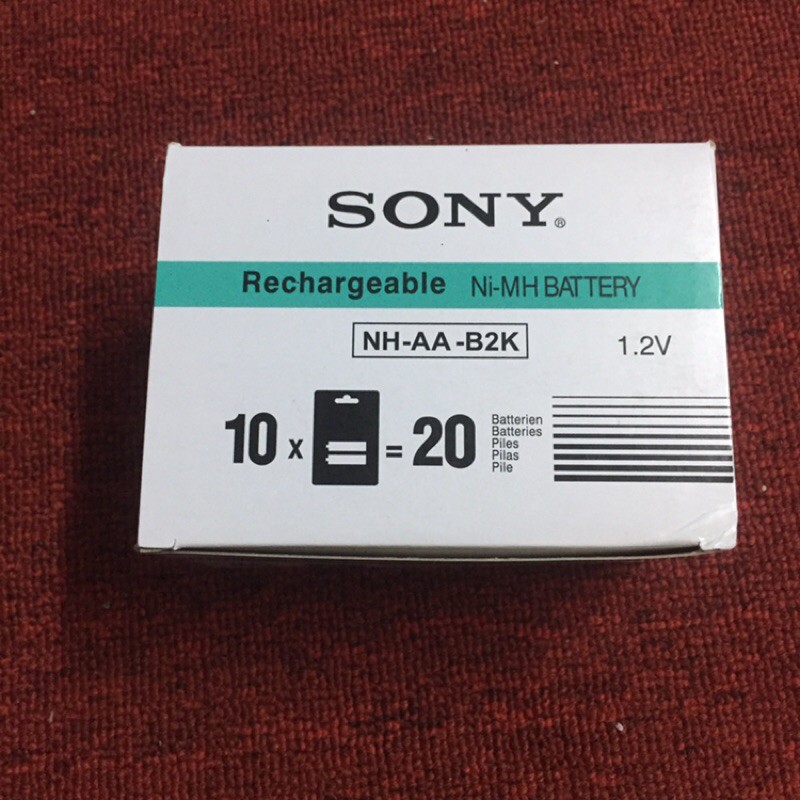 SONY®
Rechargeable Ni-MH BATTERY
NH-AA-B2K
1.2V
10 x = 20
Batterien
Batteries
Piles
Pilas
Pile